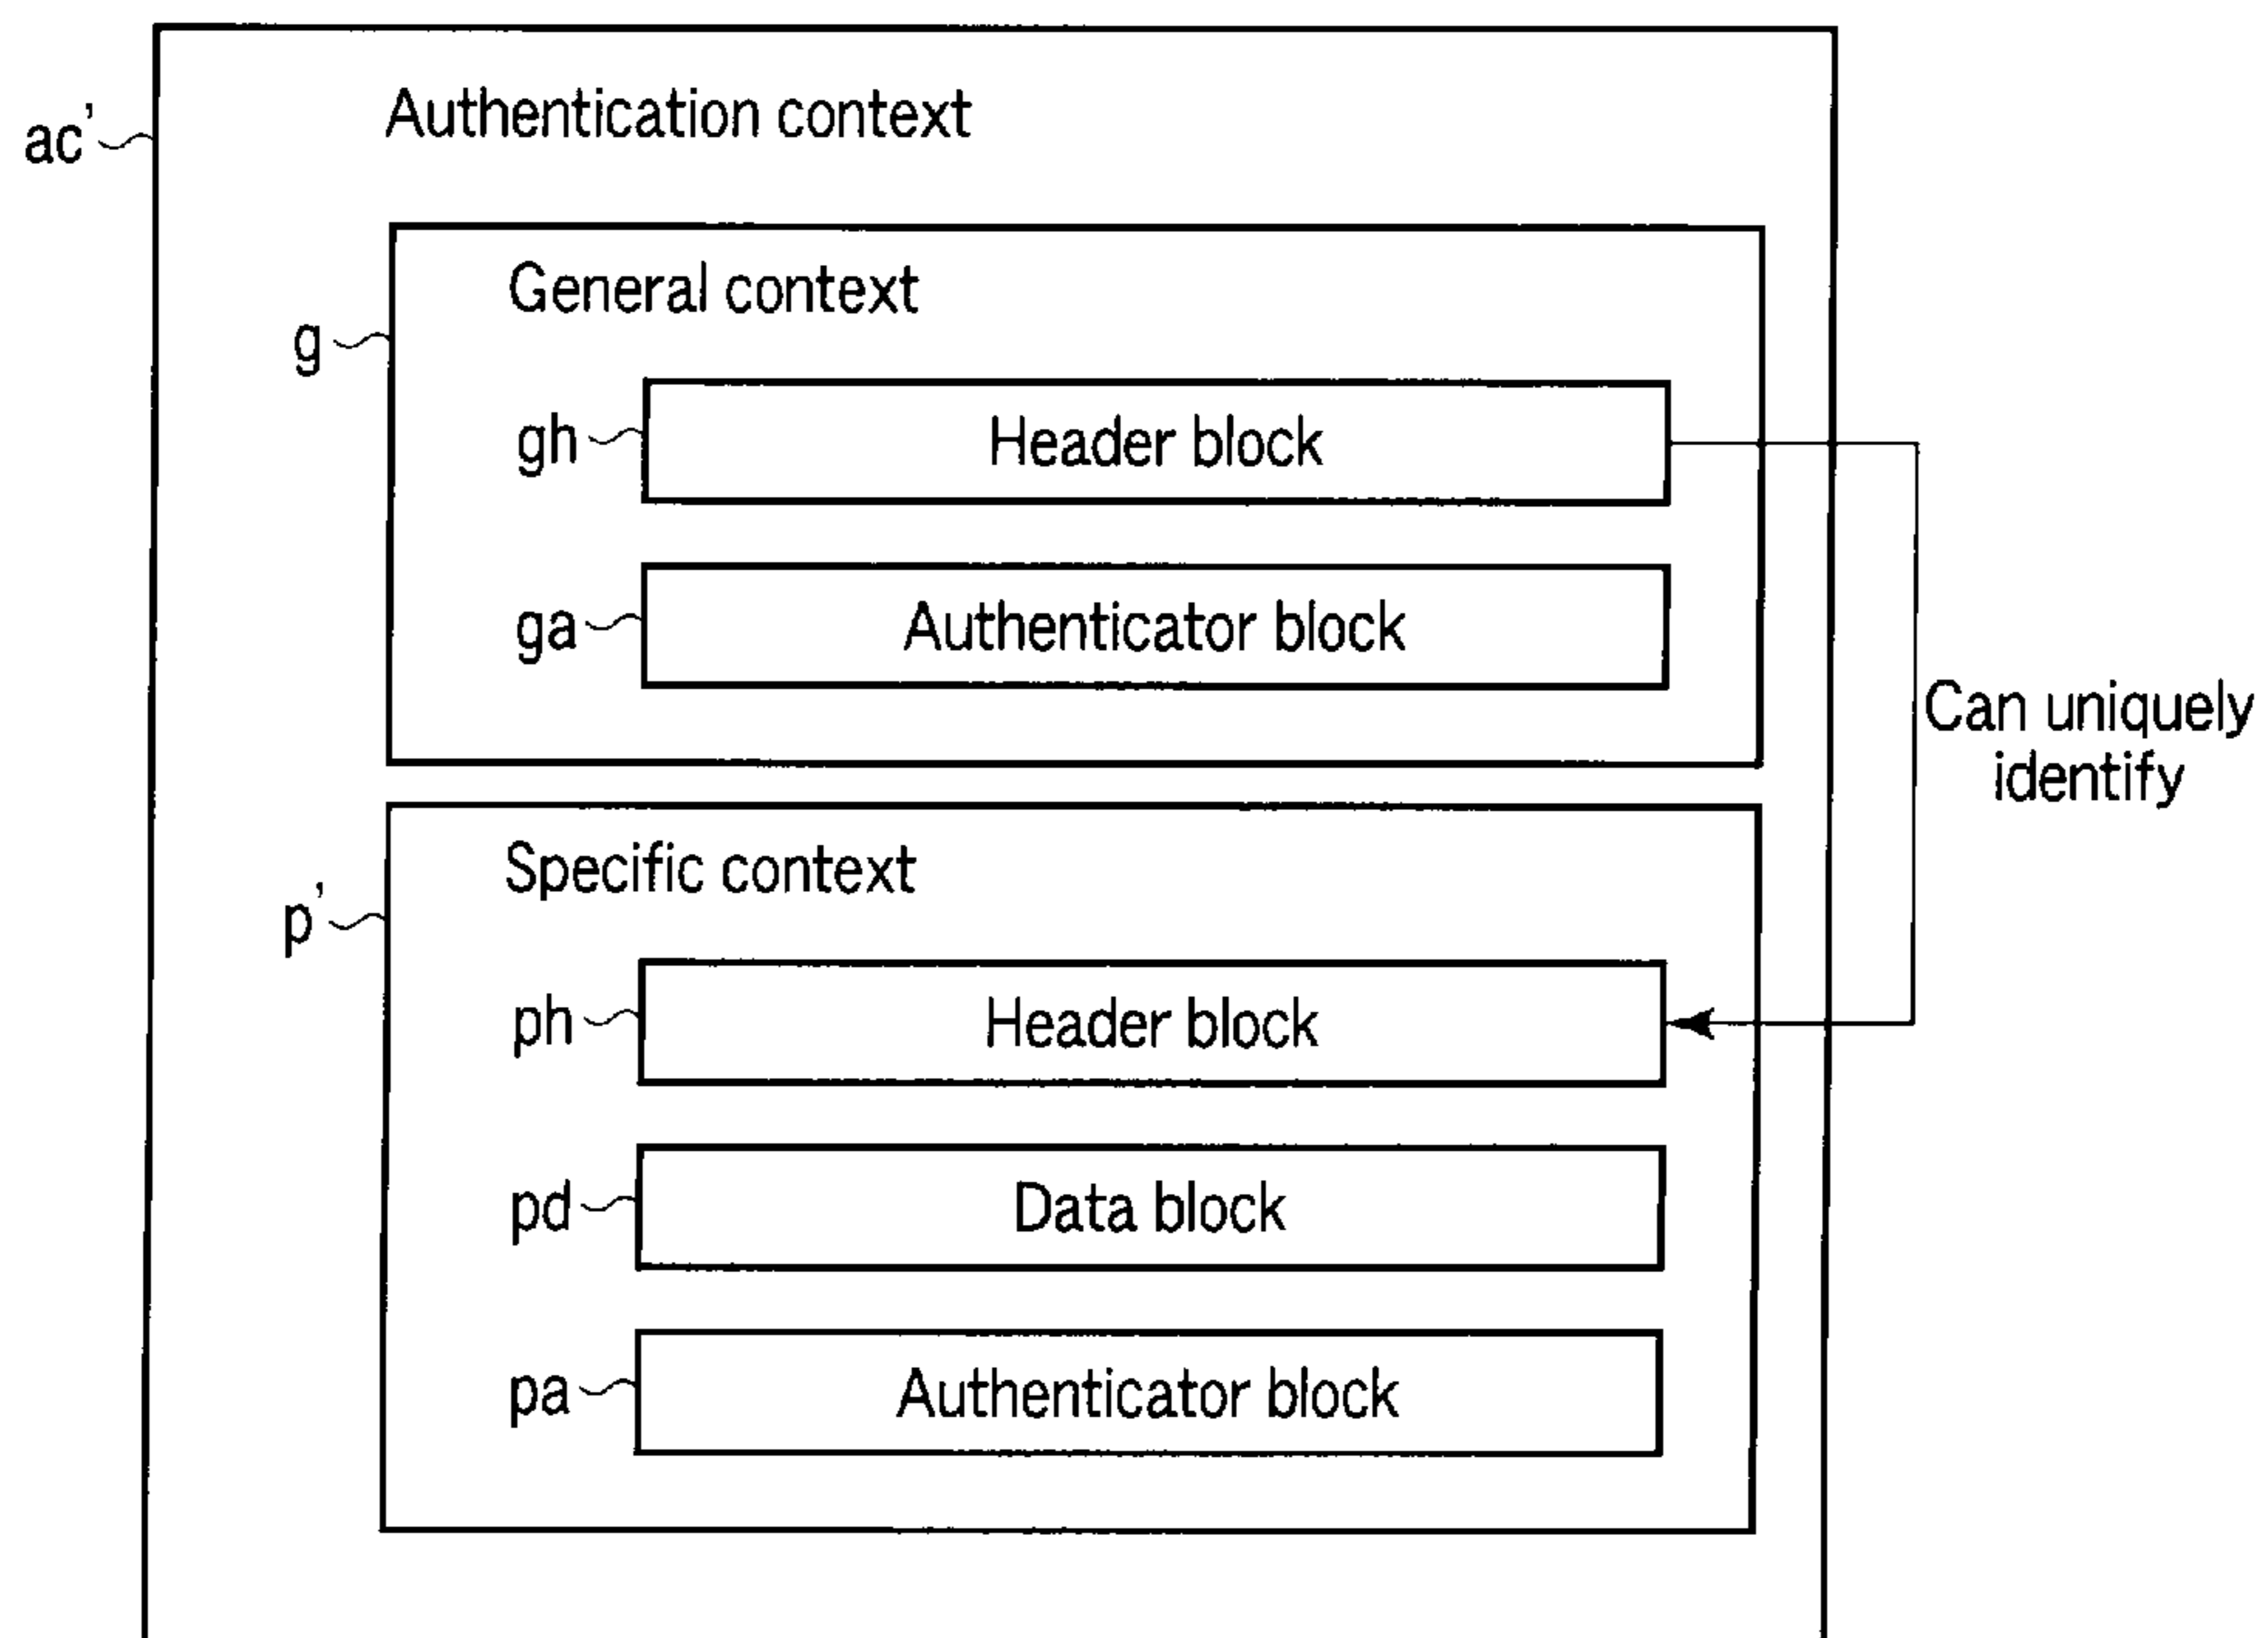 ac'
Authentication context
g
General context
gh
Header block
ga
Authenticator block
Can uniquely
identify
p'
Specific context
ph
Header block
pd
Data block
pa
Authenticator block